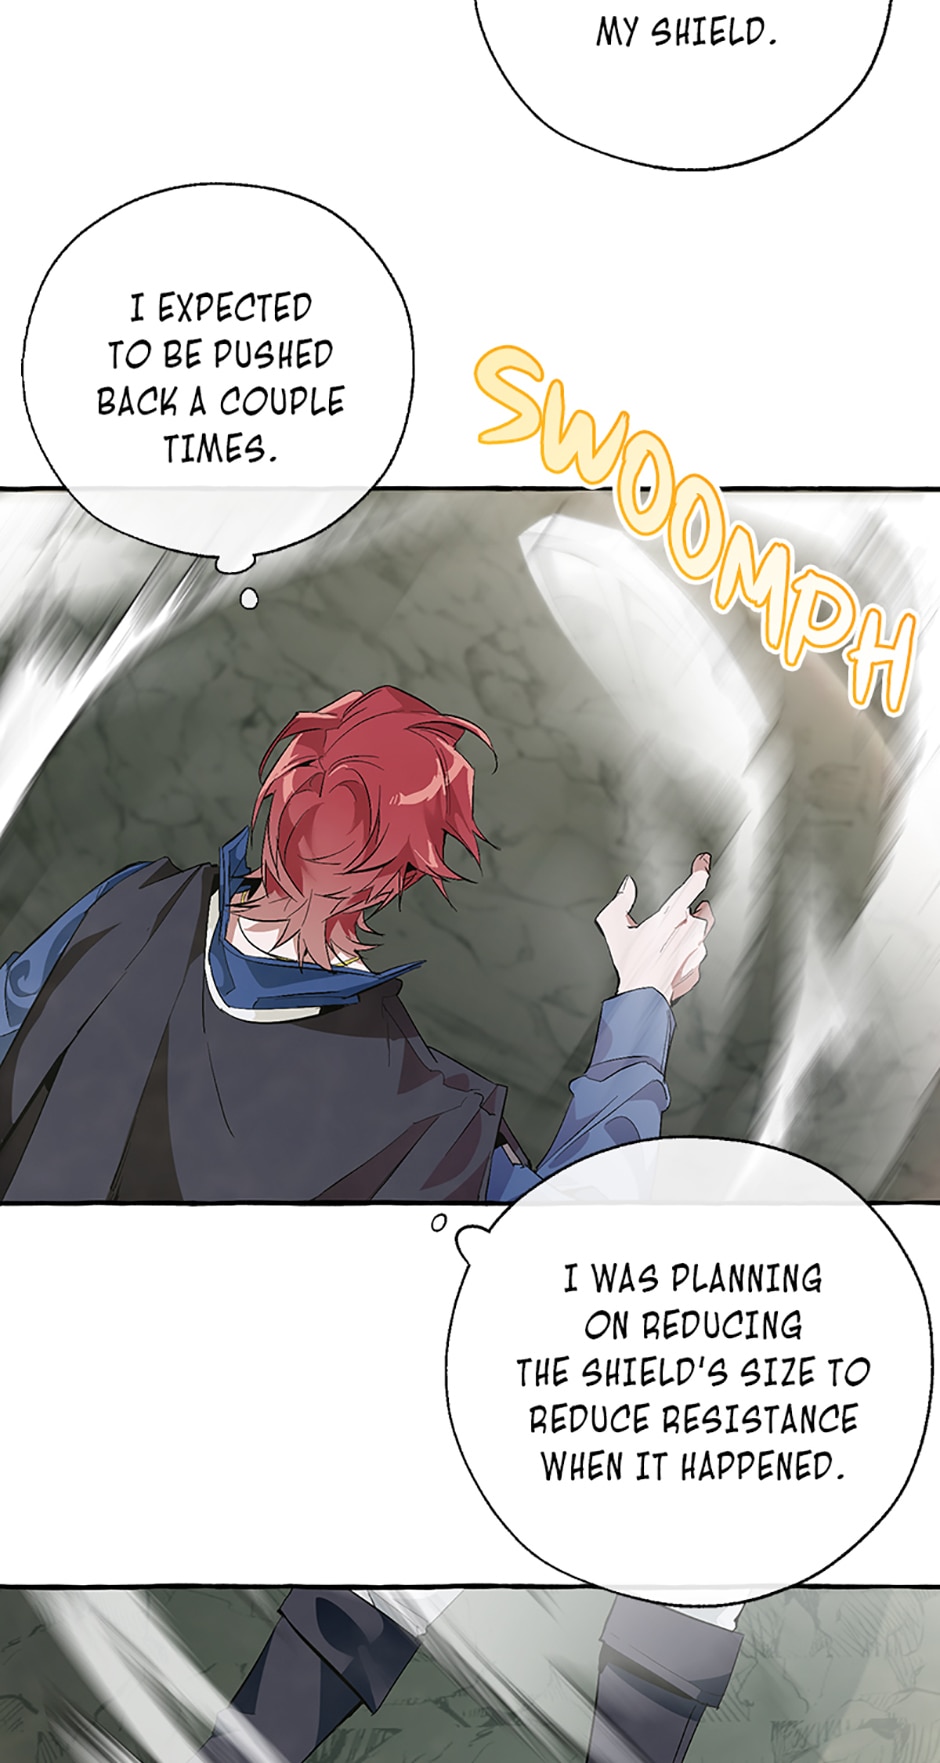 MY SHIELD.
I EXPECTED
TO BE PUSHED
BACK A COUPLE
TIMES.
SWOOMPH
I WAS PLANNING
ON REDUCING
THE SHIELD'S SIZE TO
REDUCE RESISTANCE
WHEN IT HAPPENED.